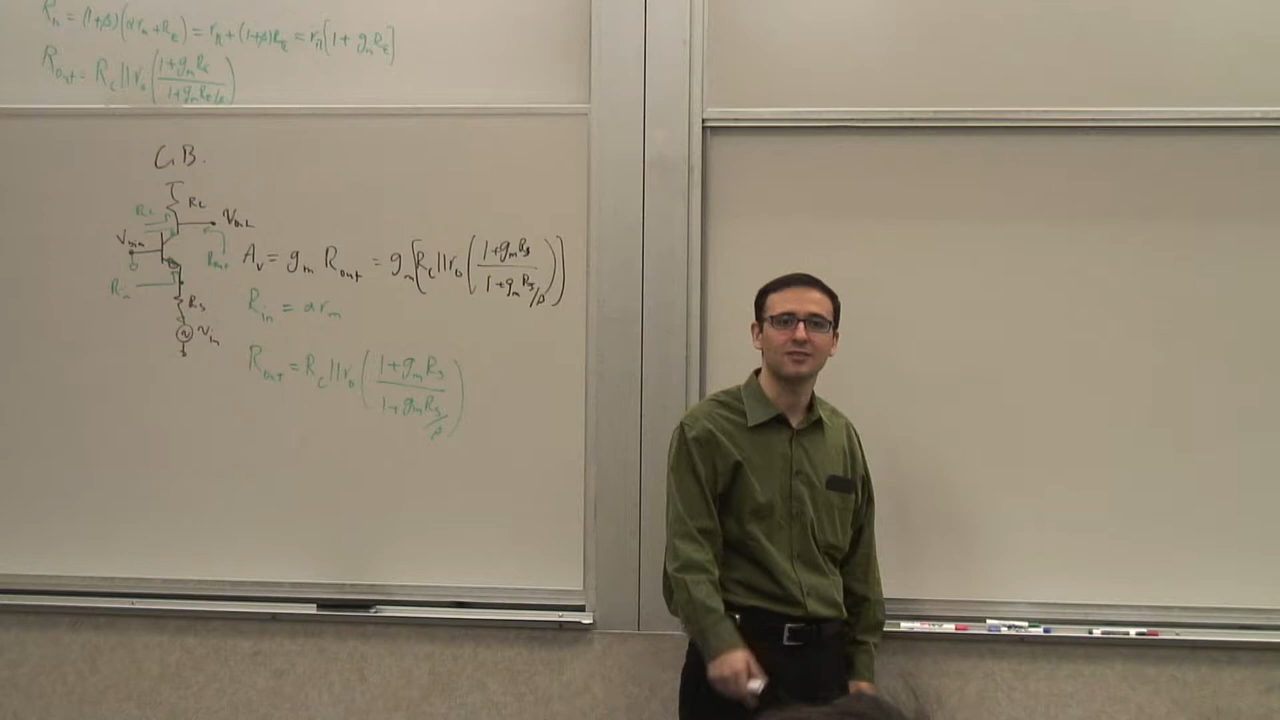 R_in = (1+β)(αr_m+R_E) = r_π + (1+β)R_E = r_π[1 + g_m R_E]
R_out = R_C || r_o ((1+g_m R_E)/(1+g_m R_E/β))
C.B.
R_C
V_out
V_bias
R_out
R_in
R_S
v_in
A_v = g_m R_out = g_m [R_C || r_o ((1+g_m R_S)/(1+g_m R_S/β))]
R_in = αr_m
R_out = R_C || r_o ((1+g_m R_S)/(1+g_m R_S/β))